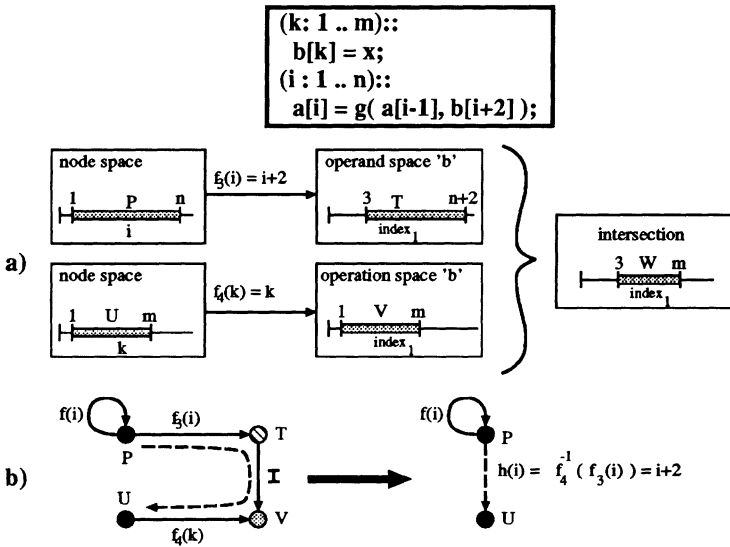 (k: 1 .. m)::
b[k] = x;
(i : 1 .. n)::
a[i] = g( a[i-1], b[i+2] );
a)
node space
1 P n
i
f₃(i) = i+2
operand space 'b'
3 T n+2
index₁
node space
1 U m
k
f₄(k) = k
operation space 'b'
1 V m
index₁
intersection
3 W m
index₁
b)
f(i)
P
f₃(i)
T
I
U
f₄(k)
V
f(i)
P
h(i) = f₄⁻¹ ( f₃(i) ) = i+2
U